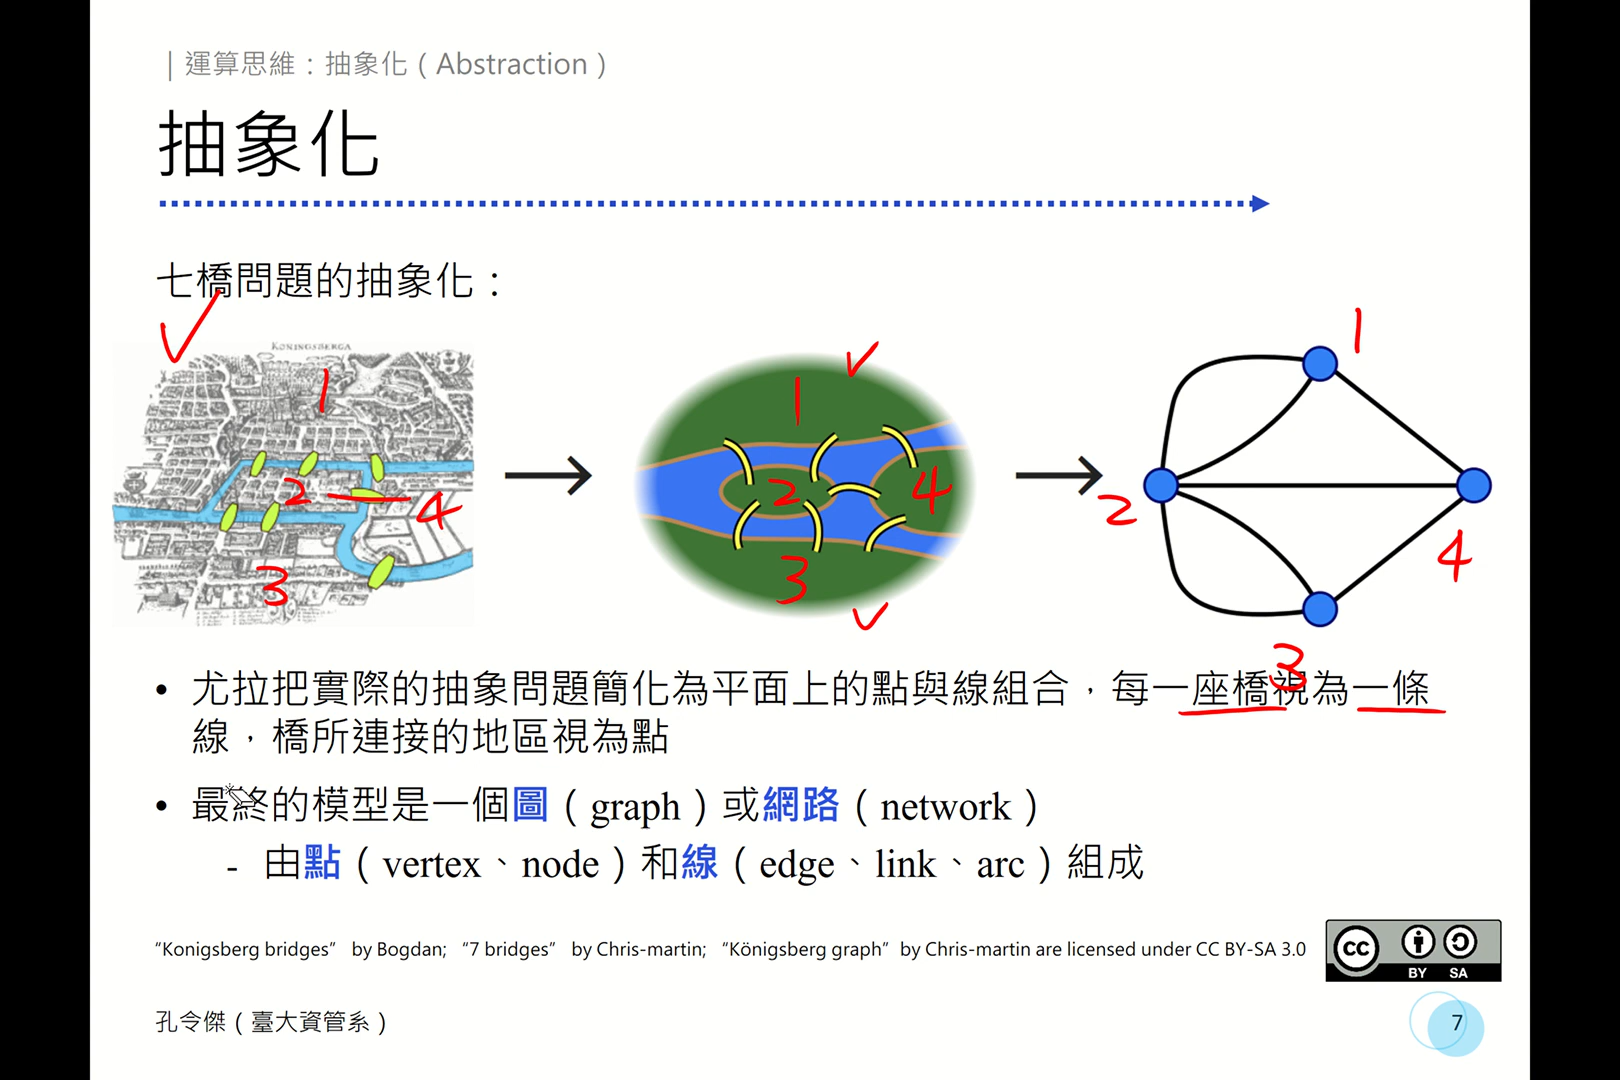 ｜運算思維：抽象化（Abstraction）
抽象化
七橋問題的抽象化：
KONINGSBERGA
1
2
4
3
1
2
4
3
1
2
4
3
• 尤拉把實際的抽象問題簡化為平面上的點與線組合，每一座橋視為一條
線，橋所連接的地區視為點
• 最終的模型是一個圖（graph）或網路（network）
- 由點（vertex、node）和線（edge、link、arc）組成
“Konigsberg bridges” by Bogdan; “7 bridges” by Chris-martin; “Königsberg graph” by Chris-martin are licensed under CC BY-SA 3.0
cc BY SA
孔令傑（臺大資管系）
7